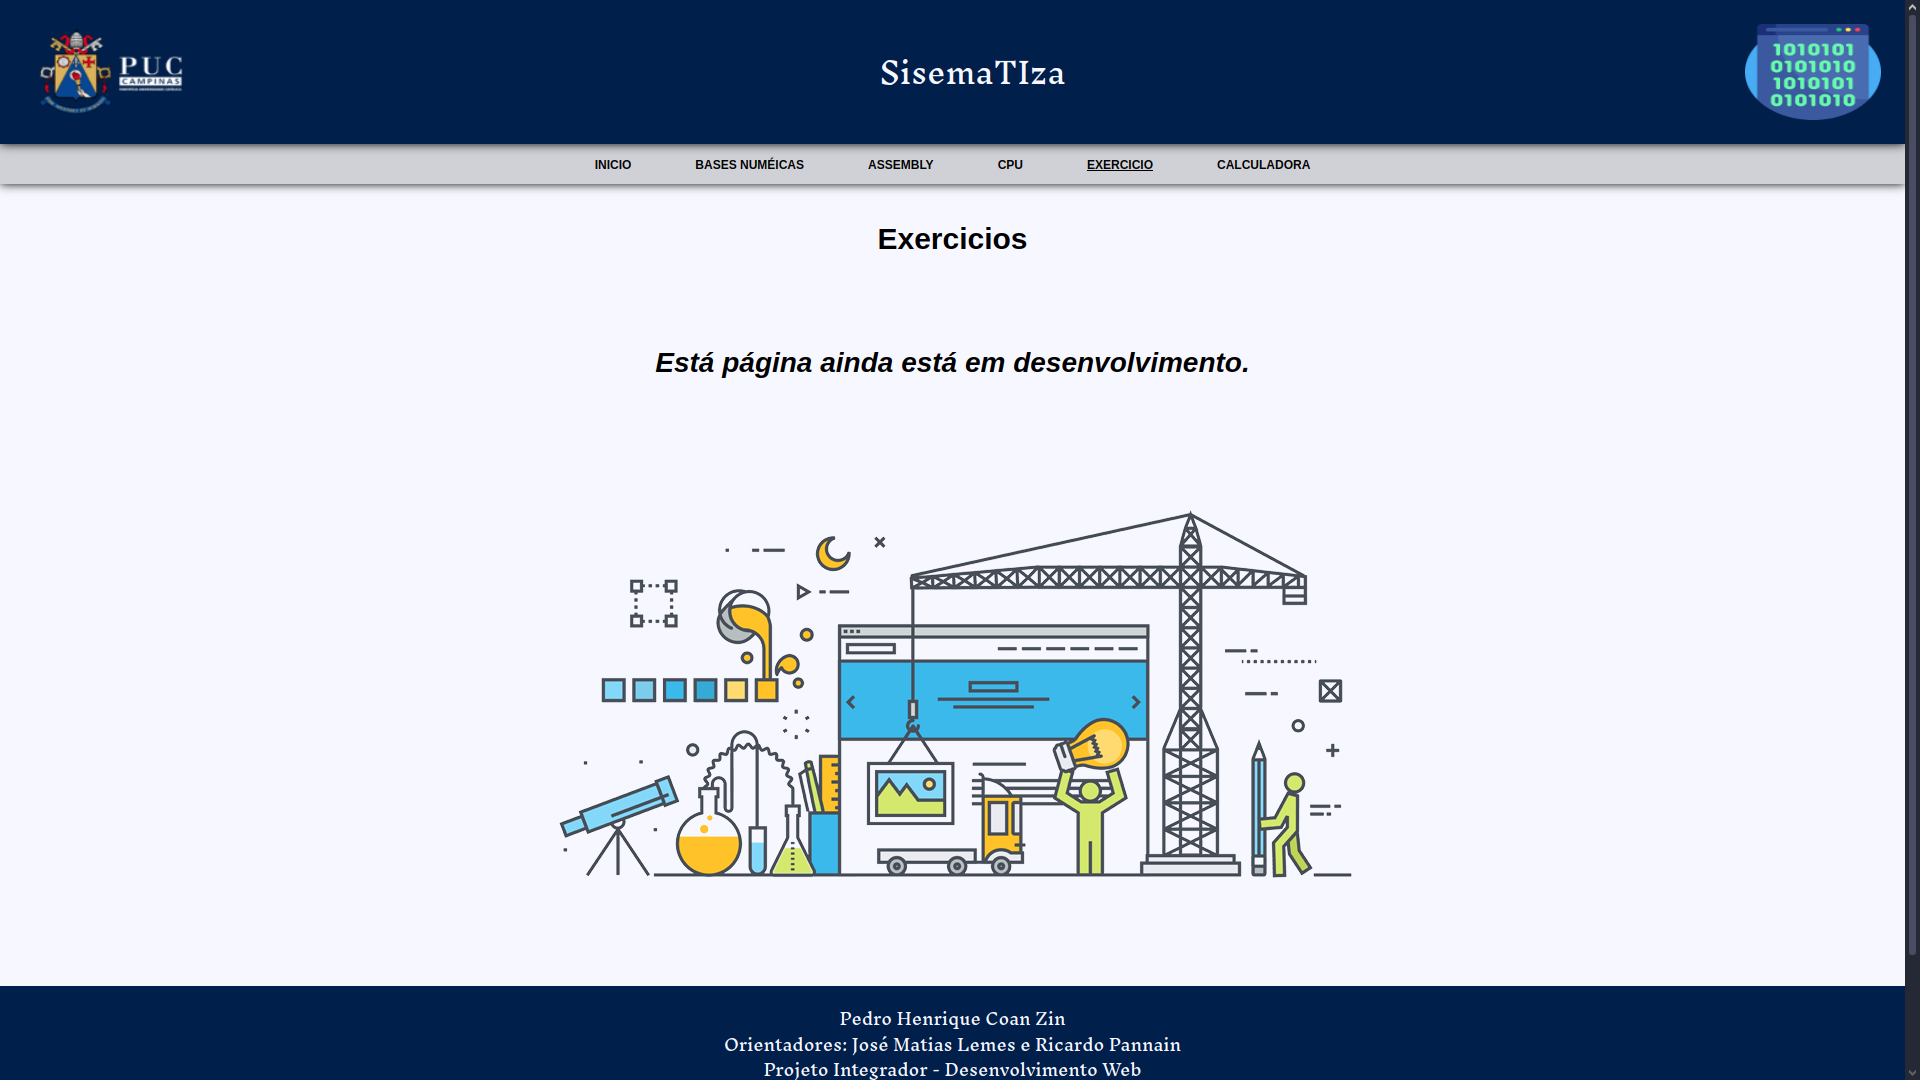 PUC
CAMPINAS
SisemaTIza
1010101
0101010
1010101
0101010
INICIO
BASES NUMÉICAS
ASSEMBLY
CPU
EXERCICIO
CALCULADORA
Exercicios
Está página ainda está em desenvolvimento.
Pedro Henrique Coan Zin
Orientadores: José Matias Lemes e Ricardo Pannain
Projeto Integrador - Desenvolvimento Web